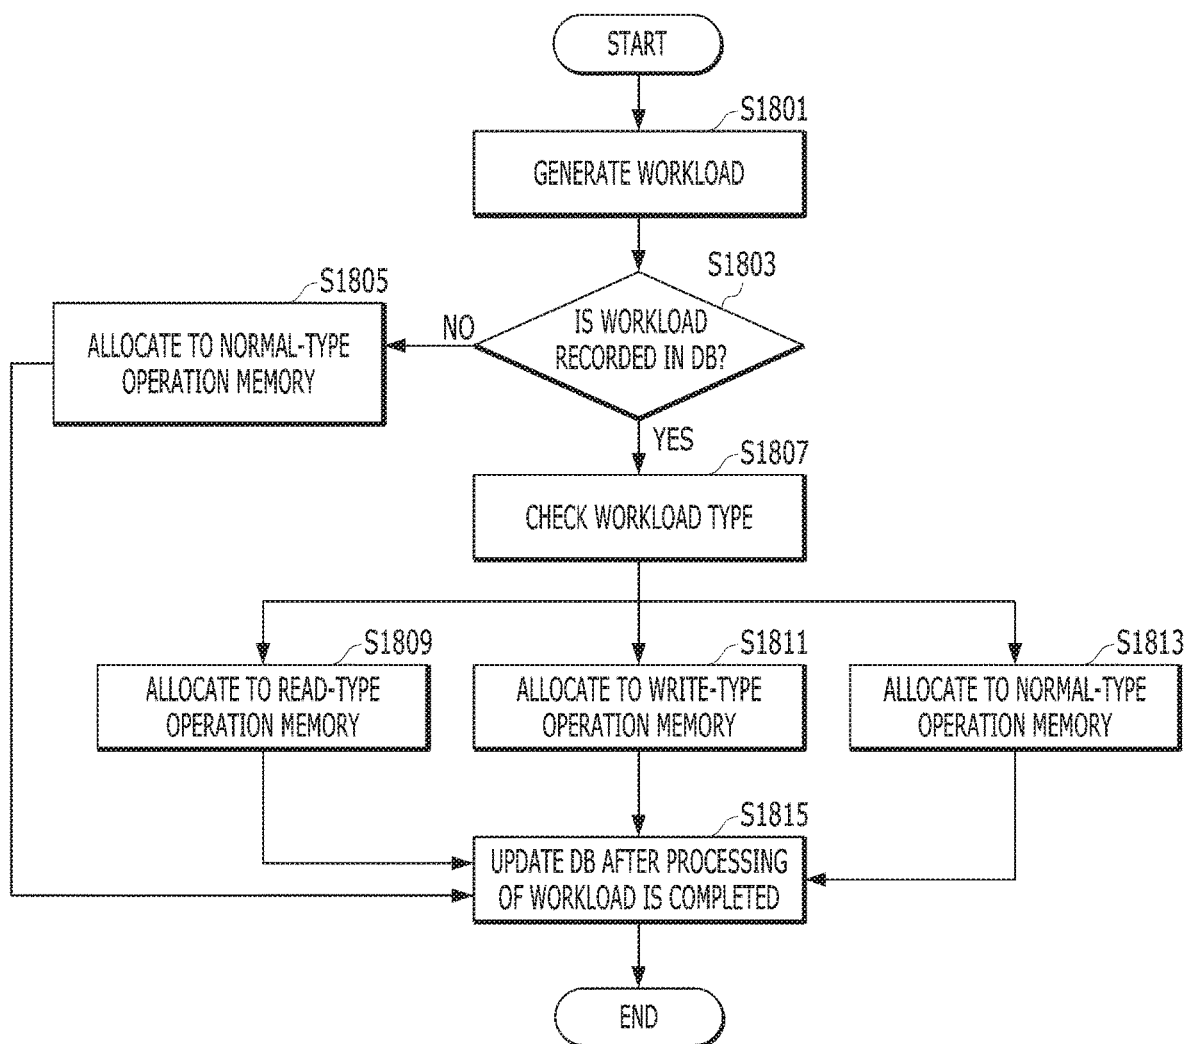 START
S1801
GENERATE WORKLOAD
S1803
IS WORKLOAD
RECORDED IN DB?
NO
S1805
ALLOCATE TO NORMAL-TYPE
OPERATION MEMORY
YES
S1807
CHECK WORKLOAD TYPE
S1809
ALLOCATE TO READ-TYPE
OPERATION MEMORY
S1811
ALLOCATE TO WRITE-TYPE
OPERATION MEMORY
S1813
ALLOCATE TO NORMAL-TYPE
OPERATION MEMORY
S1815
UPDATE DB AFTER PROCESSING
OF WORKLOAD IS COMPLETED
END